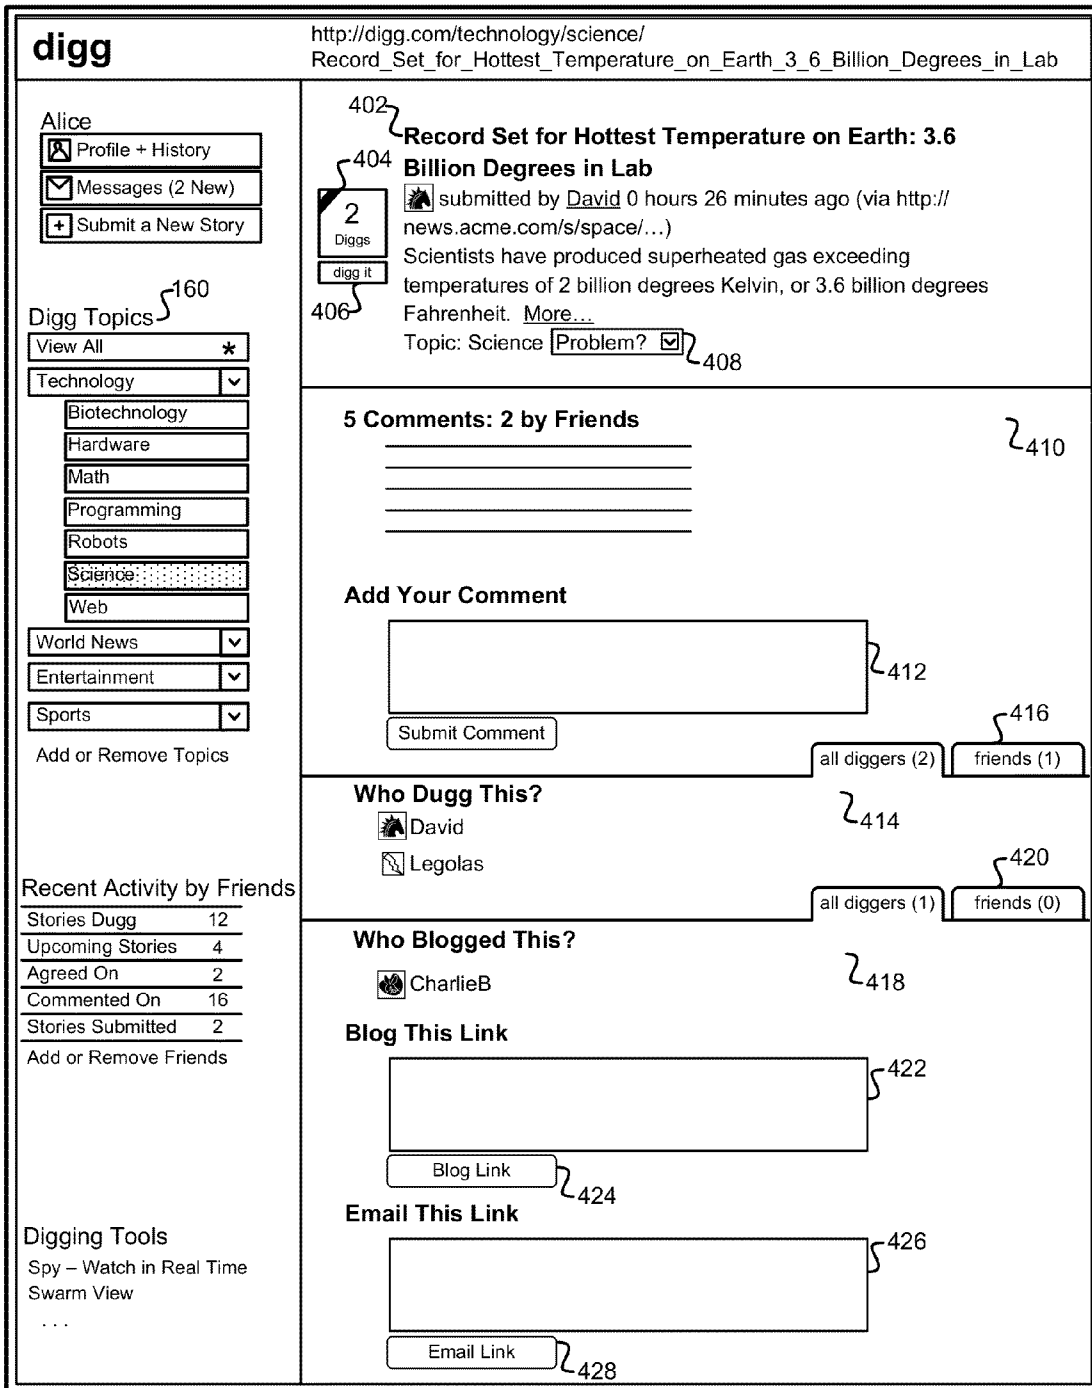 digg
http://digg.com/technology/science/
Record_Set_for_Hottest_Temperature_on_Earth_3_6_Billion_Degrees_in_Lab
Alice
Profile + History
Messages (2 New)
+ Submit a New Story
160
Digg Topics
View All *
Technology
Biotechnology
Hardware
Math
Programming
Robots
Science
Web
World News
Entertainment
Sports
Add or Remove Topics
Recent Activity by Friends
Stories Dugg 12
Upcoming Stories 4
Agreed On 2
Commented On 16
Stories Submitted 2
Add or Remove Friends
Digging Tools
Spy – Watch in Real Time
Swarm View
. . .
402
Record Set for Hottest Temperature on Earth: 3.6
Billion Degrees in Lab
404
2
Diggs
digg it
406
submitted by David 0 hours 26 minutes ago (via http://
news.acme.com/s/space/…)
Scientists have produced superheated gas exceeding
temperatures of 2 billion degrees Kelvin, or 3.6 billion degrees
Fahrenheit. More…
Topic: Science Problem?
408
5 Comments: 2 by Friends
410
Add Your Comment
412
Submit Comment
416
all diggers (2) friends (1)
Who Dugg This?
414
David
Legolas
420
all diggers (1) friends (0)
Who Blogged This?
418
CharlieB
Blog This Link
422
Blog Link
424
Email This Link
426
Email Link
428